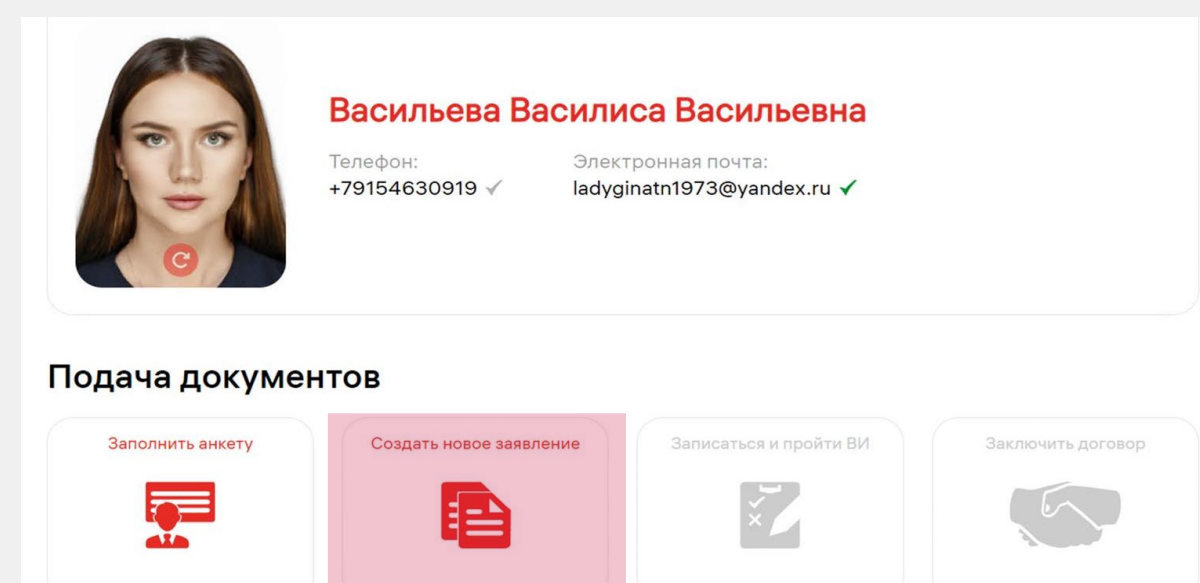 Васильева Василиса Васильевна
Телефон: Электронная почта:
+79154630919 ladyginatn1973@yandex.ru
Подача документов
Заполнить анкету Создать новое заявление Записаться и пройти ВИ Заключить договор